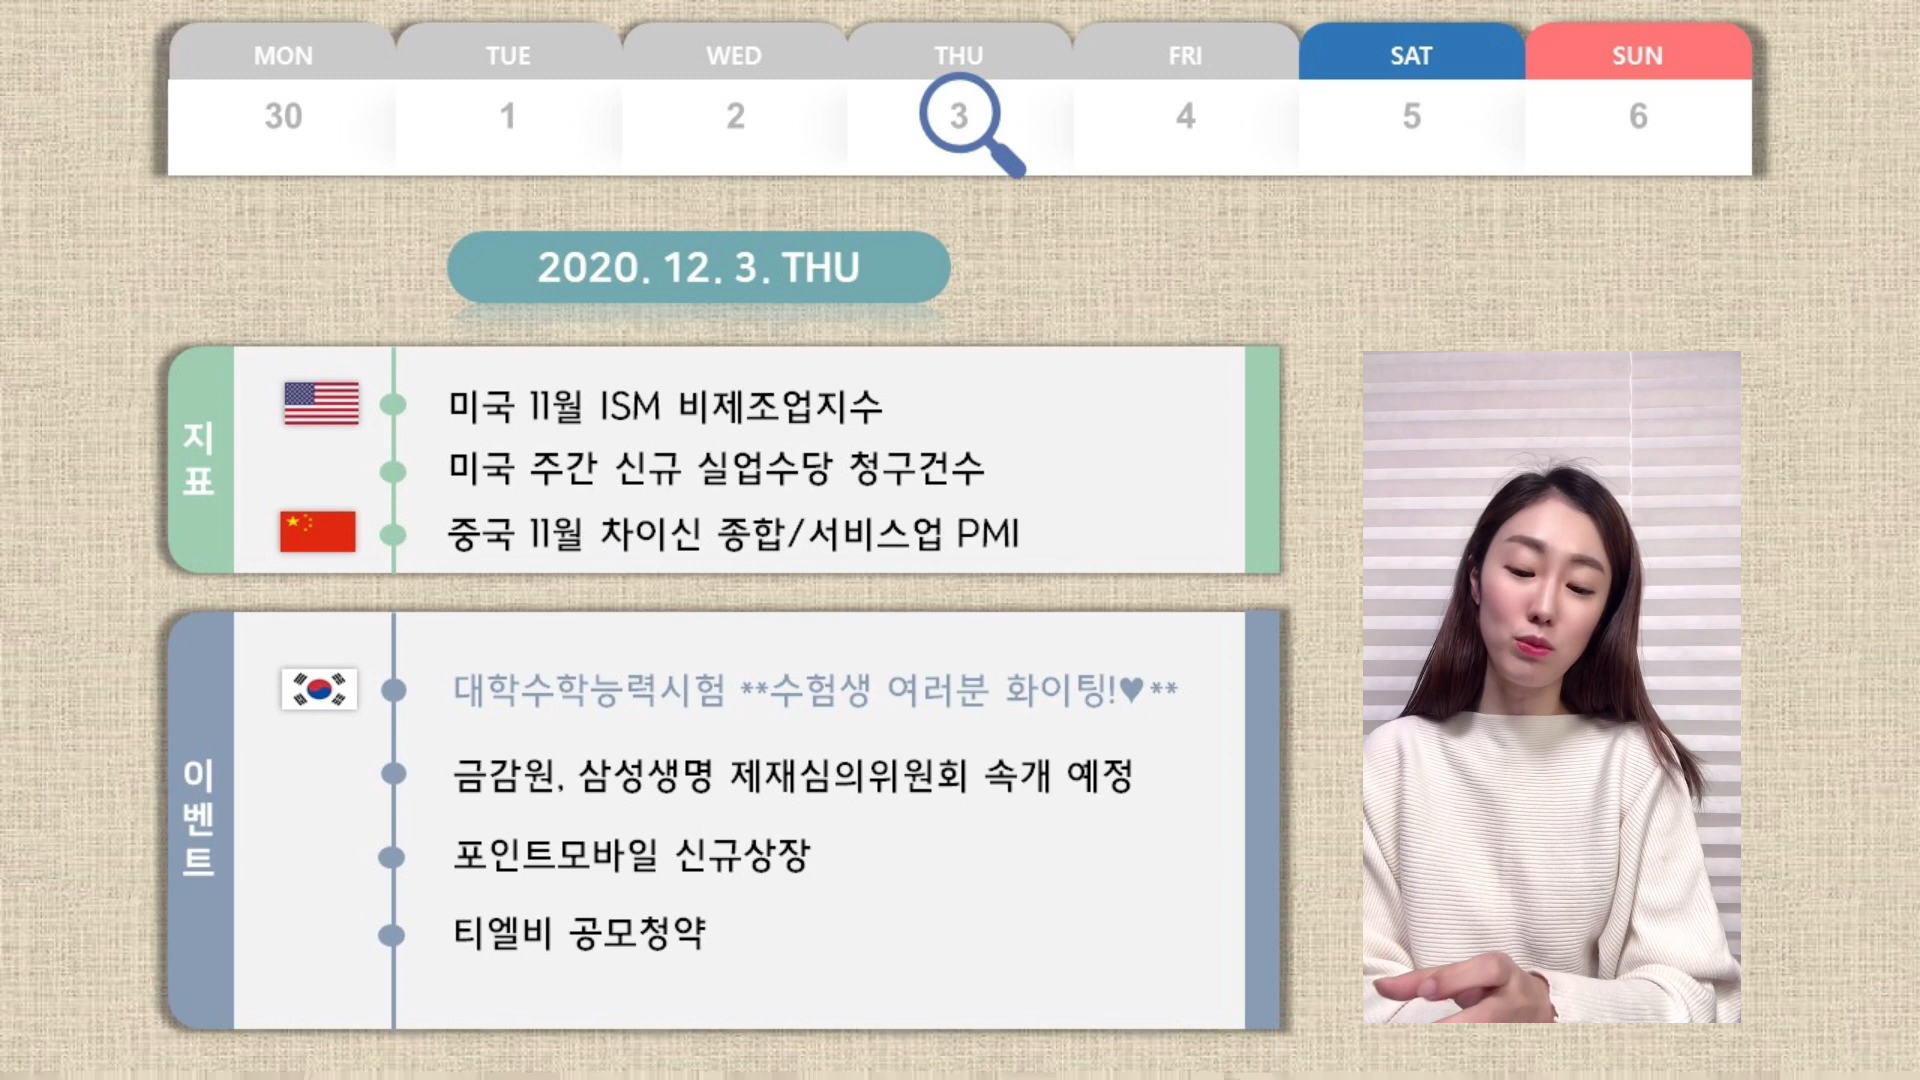 MON TUE WED THU FRI SAT SUN
30 1 2 3 4 5 6
2020. 12. 3. THU
지표
미국 11월 ISM 비제조업지수
미국 주간 신규 실업수당 청구건수
중국 11월 차이신 종합/서비스업 PMI
이벤트
대학수학능력시험 **수험생 여러분 화이팅!♥**
금감원, 삼성생명 제재심의위원회 속개 예정
포인트모바일 신규상장
티엘비 공모청약